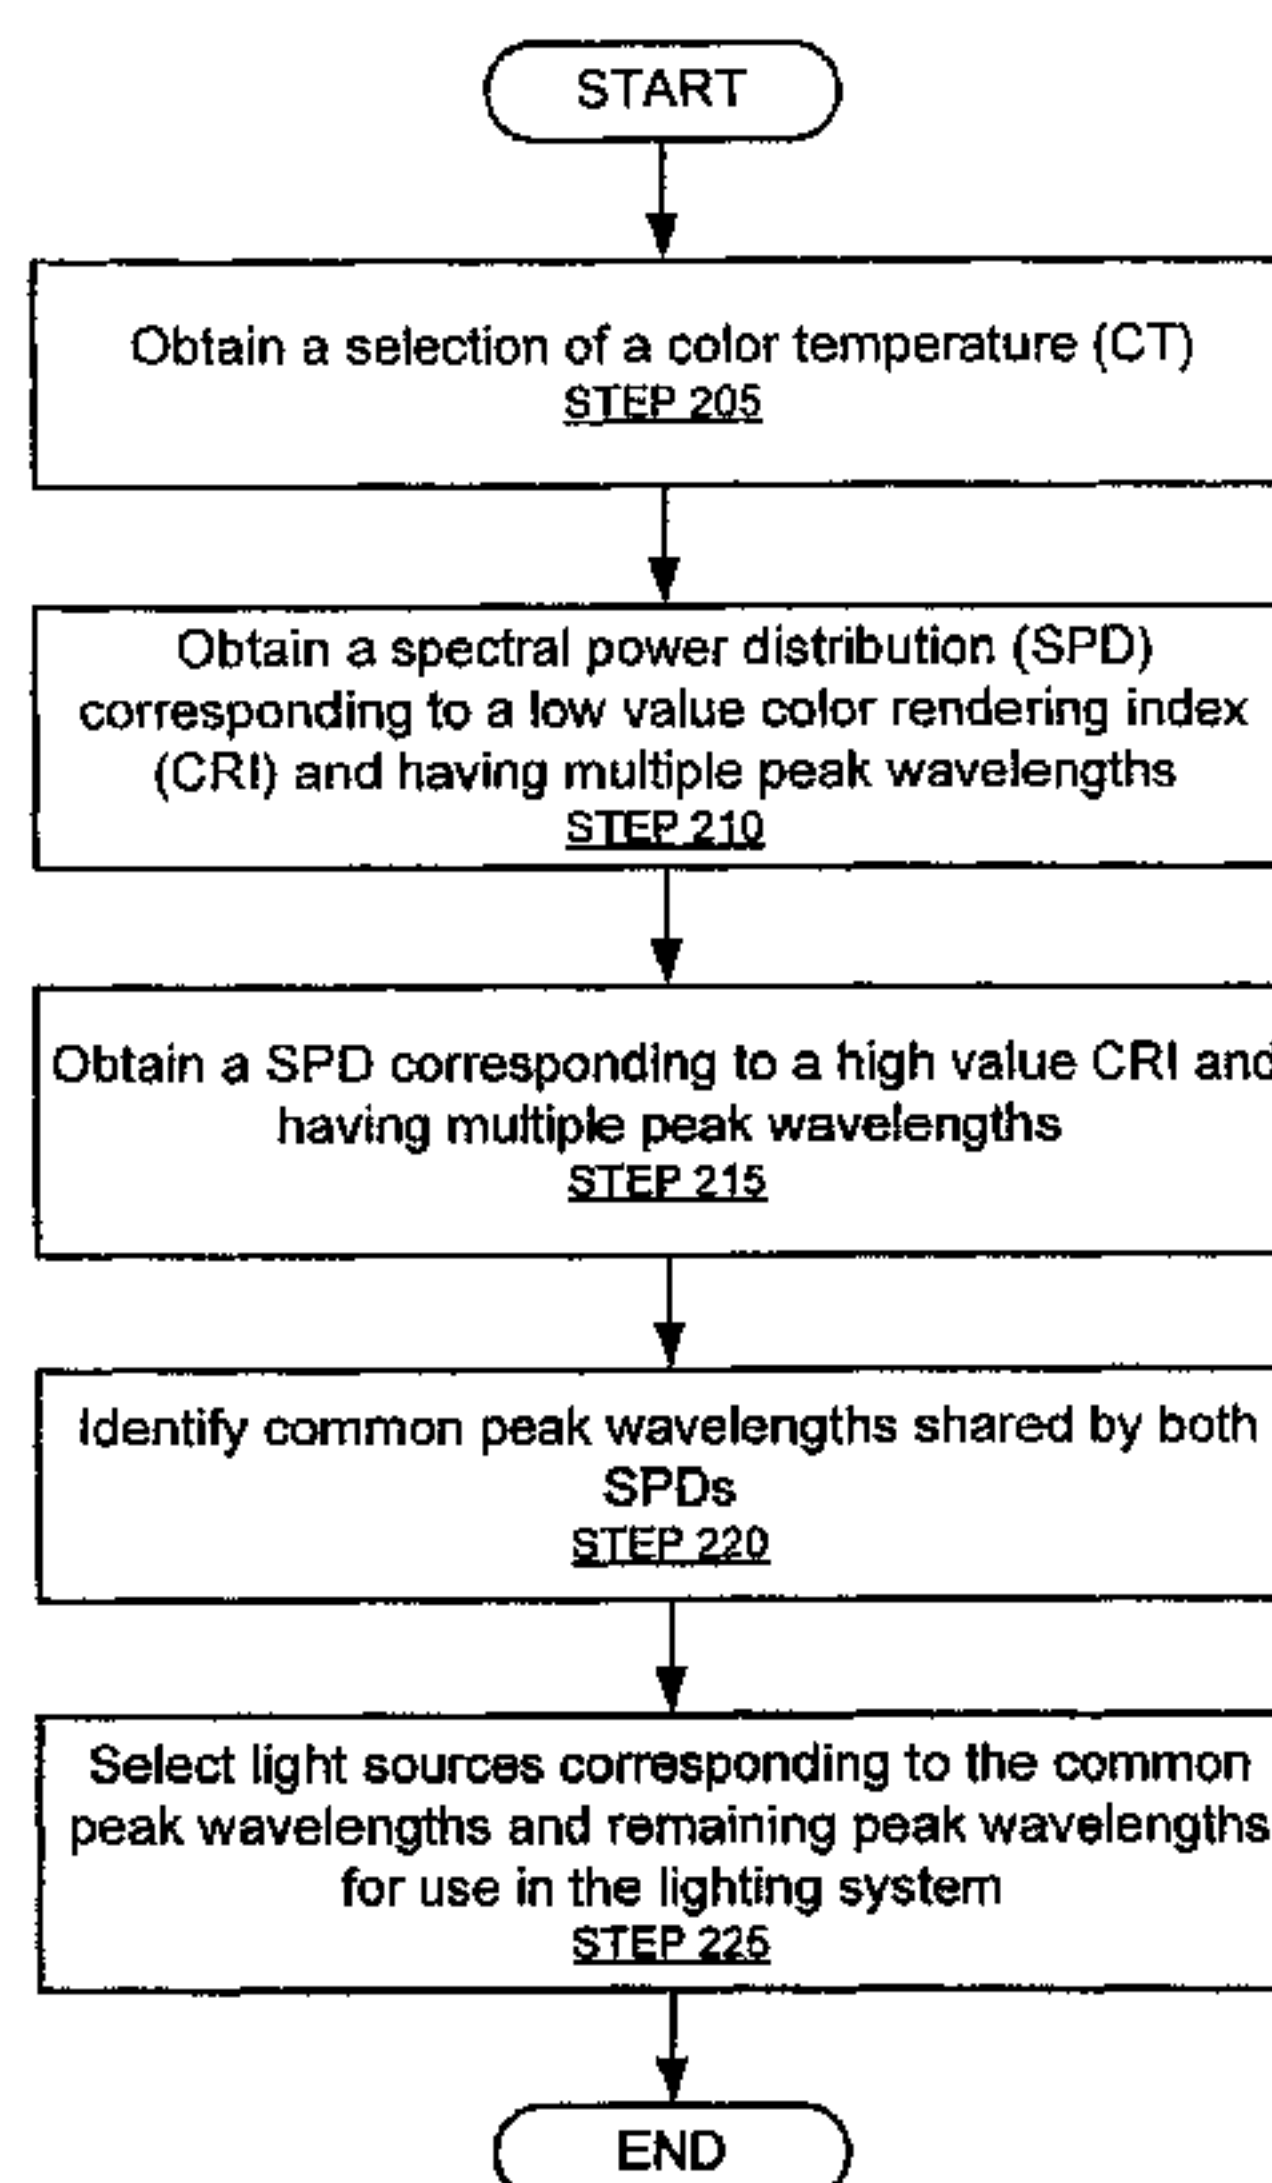 START
Obtain a selection of a color temperature (CT)
STEP 205
Obtain a spectral power distribution (SPD)
corresponding to a low value color rendering index
(CRI) and having multiple peak wavelengths
STEP 210
Obtain a SPD corresponding to a high value CRI and
having multiple peak wavelengths
STEP 215
Identify common peak wavelengths shared by both
SPDs
STEP 220
Select light sources corresponding to the common
peak wavelengths and remaining peak wavelengths
for use in the lighting system
STEP 225
END